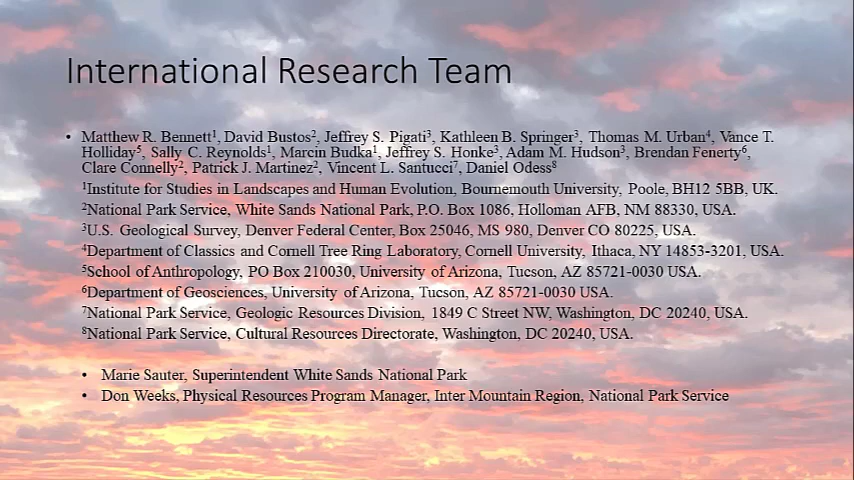 International Research Team
• Matthew R. Bennett¹, David Bustos², Jeffrey S. Pigati³, Kathleen B. Springer³, Thomas M. Urban⁴, Vance T.
Holliday⁵, Sally C. Reynolds¹, Marcin Budka¹, Jeffrey S. Honke³, Adam M. Hudson³, Brendan Fenerty⁶,
Clare Connelly², Patrick J. Martinez², Vincent L. Santucci⁷, Daniel Odess⁸
¹Institute for Studies in Landscapes and Human Evolution, Bournemouth University, Poole, BH12 5BB, UK.
²National Park Service, White Sands National Park, P.O. Box 1086, Holloman AFB, NM 88330, USA.
³U.S. Geological Survey, Denver Federal Center, Box 25046, MS 980, Denver CO 80225, USA.
⁴Department of Classics and Cornell Tree Ring Laboratory, Cornell University, Ithaca, NY 14853-3201, USA.
⁵School of Anthropology, PO Box 210030, University of Arizona, Tucson, AZ 85721-0030 USA.
⁶Department of Geosciences, University of Arizona, Tucson, AZ 85721-0030 USA.
⁷National Park Service, Geologic Resources Division, 1849 C Street NW, Washington, DC 20240, USA.
⁸National Park Service, Cultural Resources Directorate, Washington, DC 20240, USA.
• Marie Sauter, Superintendent White Sands National Park
• Don Weeks, Physical Resources Program Manager, Inter Mountain Region, National Park Service